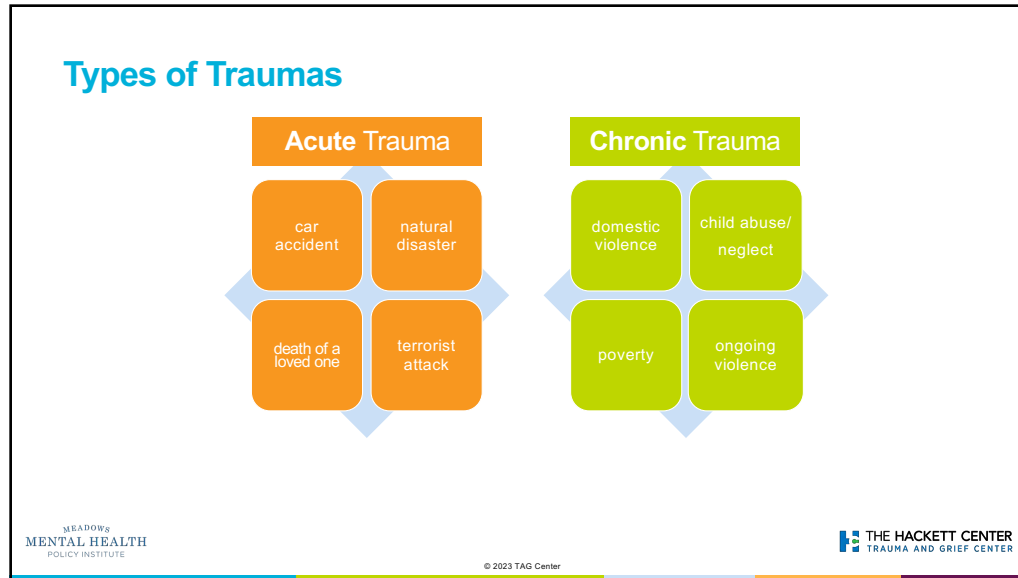 Types of Traumas
Acute Trauma
car
accident
natural
disaster
death of a
loved one
terrorist
attack
Chronic Trauma
domestic
violence
child abuse/
neglect
poverty
ongoing
violence
MEADOWS
MENTAL HEALTH
POLICY INSTITUTE
© 2023 TAG Center
THE HACKETT CENTER
TRAUMA AND GRIEF CENTER